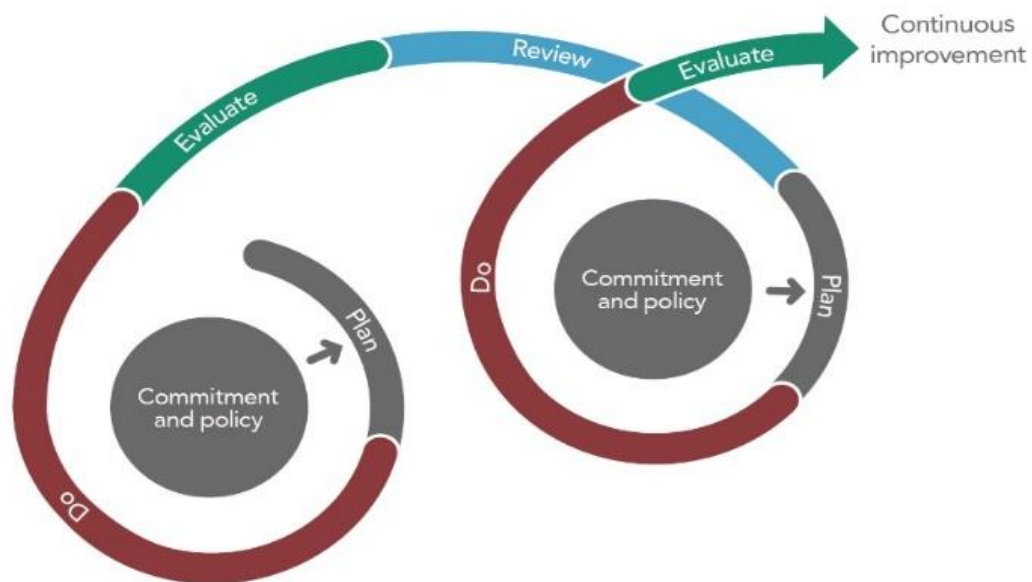 Continuous
improvement
Review
Evaluate
Evaluate
Commitment
and policy
Plan
Do
Plan
Commitment
and policy
Do